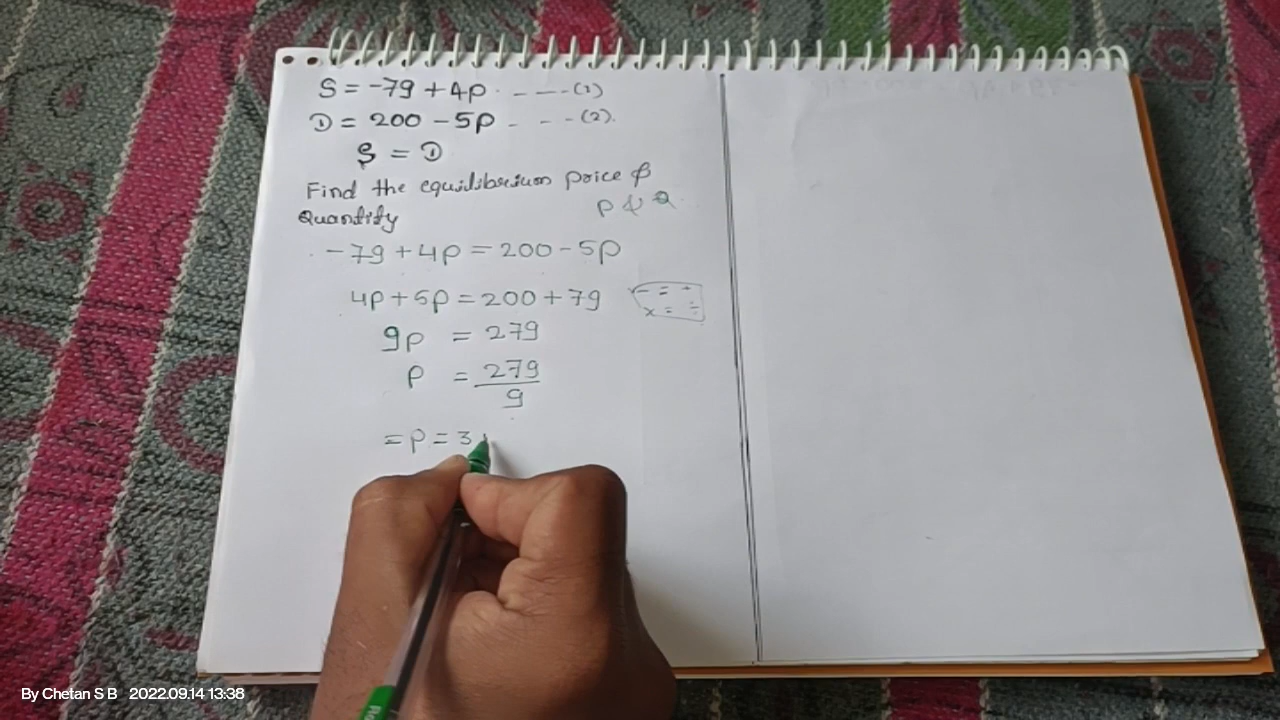 S = -79 + 4P - - - - (1)
D = 200 - 5P - - - - (2).
S = D
Find the equilibrium price &
Quantity
P & Q
-79 + 4P = 200 - 5P
4P + 5P = 200 + 79
- = +
x = ÷
9P = 279
P = 279
9
= P = 31
By Chetan S B 2022.09.14 13:38